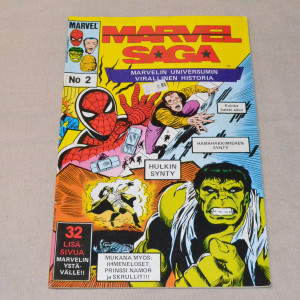 MARVEL
MARVEL
SAGA
No 2
MARVELIN UNIVERSUMIN
VIRALLINEN HISTORIA
HÄMÄHÄKKIMIEHEN
SYNTY
HULKIN
SYNTY
32
LISÄ
SIVUA
MARVELIN
YSTÄ-
VÄLLE!!
MUKANA MYÖS:
IHMENELOSET
PRINSSI NAMOR
ja SKRULLIT!!!